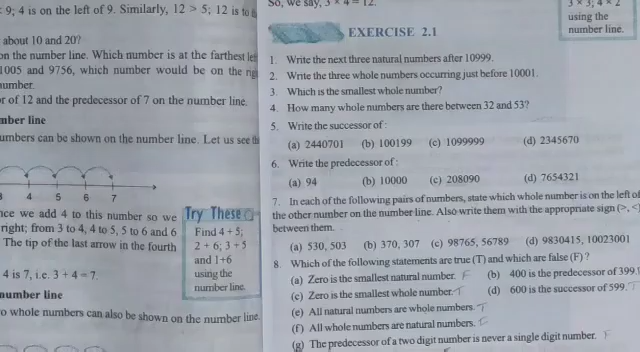 9; 4 is on the left of 9. Similarly, 12 > 5; 12 is to
about 10 and 20?
on the number line. Which number is at the farthest
1005 and 9756, which number would be on the
number.
of 12 and the predecessor of 7 on the number line.
number line
numbers can be shown on the number line. Let us see
4 5 6 7
we add 4 to this number so we
right; from 3 to 4, 4 to 5, 5 to 6 and 6
The tip of the last arrow in the fourth
4 is 7, i.e. 3 + 4 = 7.
number line
o whole numbers can also be shown on the number line.
Try These
Find 4 + 5;
2 + 6; 3 + 5
and 1+6
using the
number line.
So, we say, 3 × 4 = 12.
3 × 3; 4 × 2
using the
number line.
EXERCISE 2.1
1. Write the next three natural numbers after 10999.
2. Write the three whole numbers occurring just before 10001.
3. Which is the smallest whole number?
4. How many whole numbers are there between 32 and 53?
5. Write the successor of :
(a) 2440701 (b) 100199 (c) 1099999 (d) 2345670
6. Write the predecessor of :
(a) 94 (b) 10000 (c) 208090 (d) 7654321
7. In each of the following pairs of numbers, state which whole number is on the left of
the other number on the number line. Also write them with the appropriate sign (>, <
between them.
(a) 530, 503 (b) 370, 307 (c) 98765, 56789 (d) 9830415, 10023001
8. Which of the following statements are true (T) and which are false (F) ?
(a) Zero is the smallest natural number. F (b) 400 is the predecessor of 399.
(c) Zero is the smallest whole number. T (d) 600 is the successor of 599. T
(e) All natural numbers are whole numbers. T
(f) All whole numbers are natural numbers. F
(g) The predecessor of a two digit number is never a single digit number. F